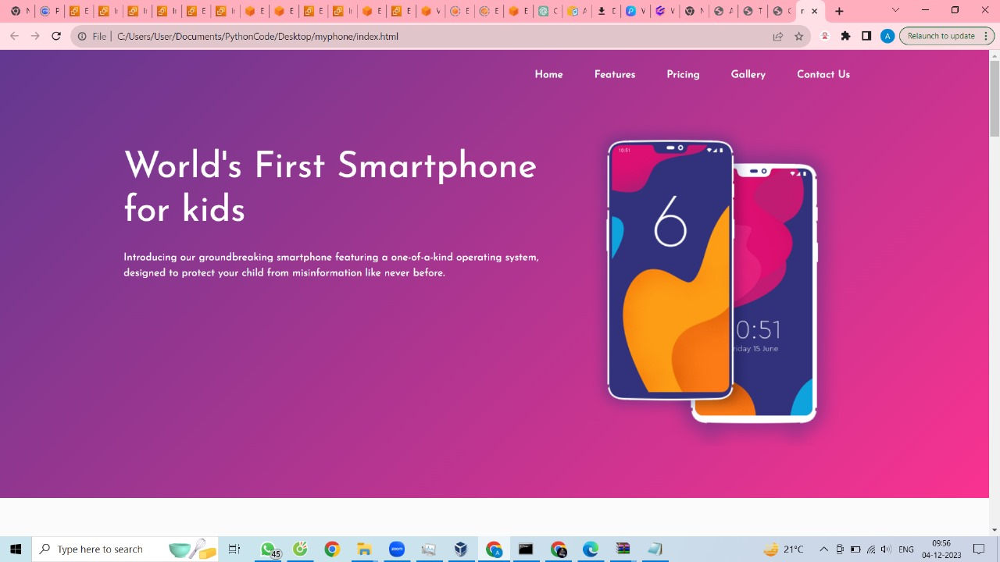 File
C:/Users/User/Documents/PythonCode/Desktop/myphone/index.html
A
Relaunch to update
Home
Features
Pricing
Gallery
Contact Us
World's First Smartphone
for kids
Introducing our groundbreaking smartphone featuring a one-of-a-kind operating system,
designed to protect your child from misinformation like never before.
10:51
6
0:51
riday 15 June
Type here to search
45
zoom
21°C
ENG
09:56
04-12-2023